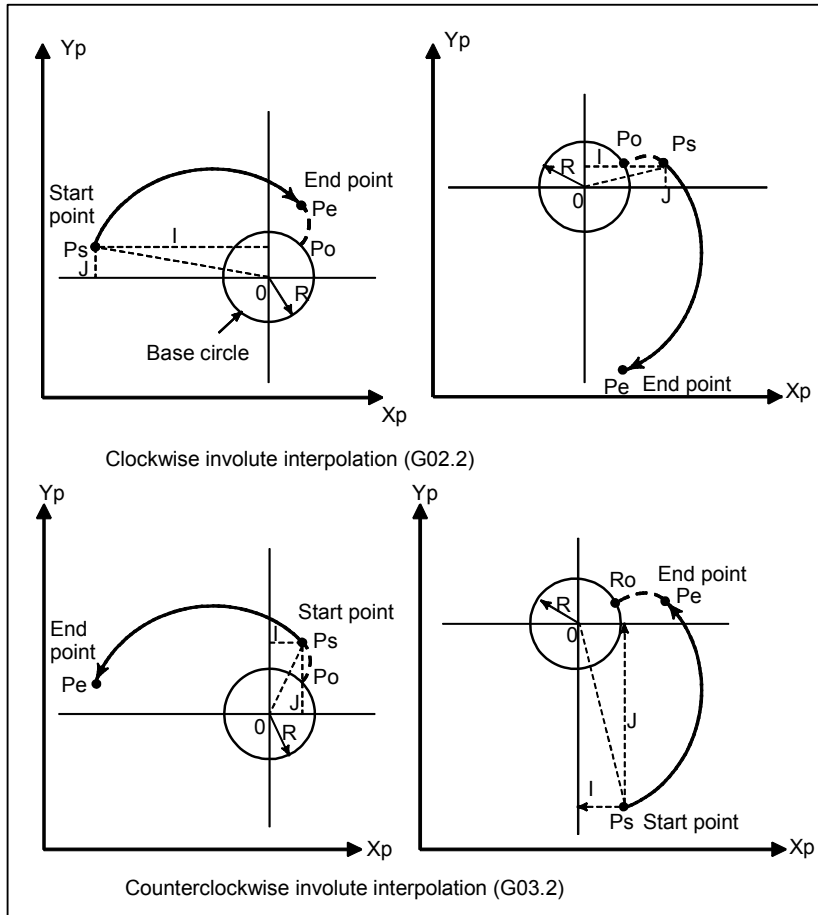 Yp
Start
point
Ps
J
I
End point
Pe
Po
0
R
Base circle
Xp
Yp
Po
Ps
R
I
0
J
Pe
End point
Xp
Clockwise involute interpolation (G02.2)
Yp
End
point
Pe
Start point
I
Ps
Po
J
0
R
Xp
Yp
Ro
End point
Pe
R
0
J
I
Ps
Start point
Xp
Counterclockwise involute interpolation (G03.2)